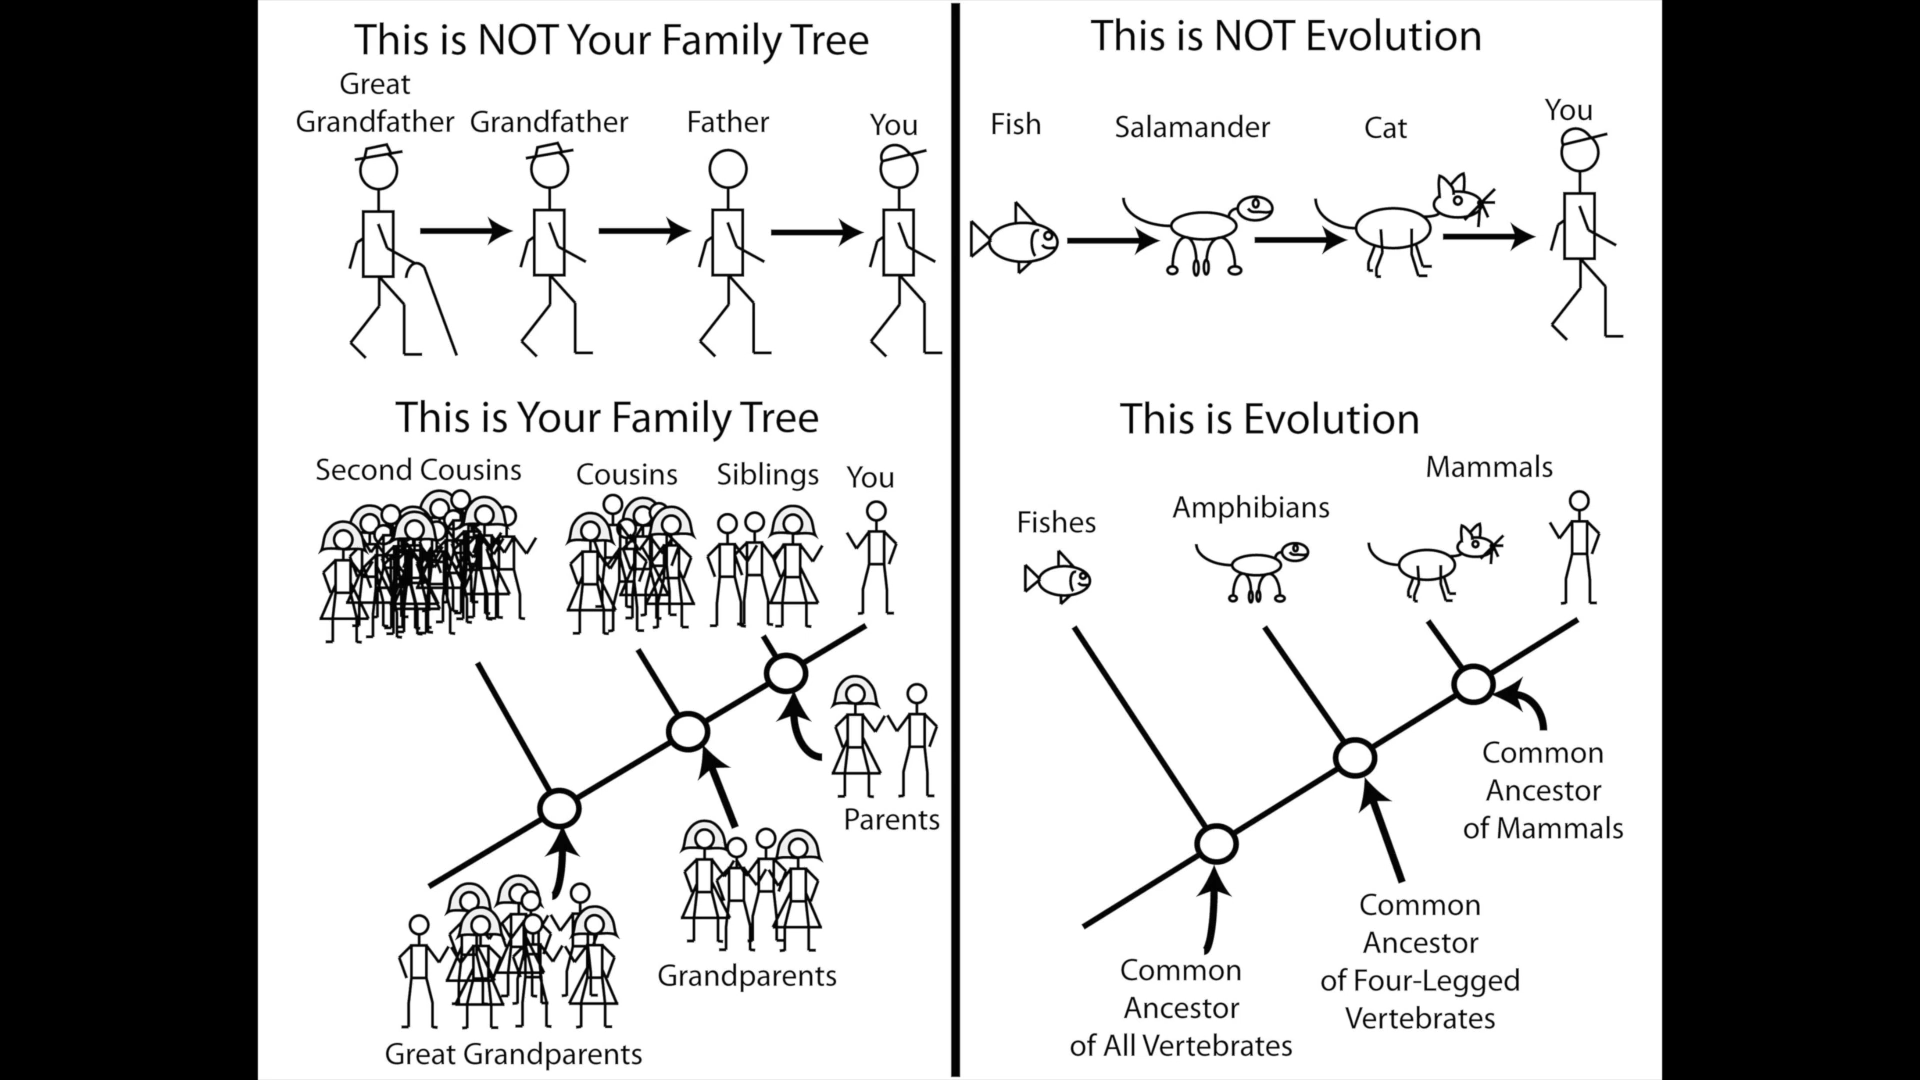 This is NOT Your Family Tree
Great
Grandfather
Grandfather
Father
You
This is Your Family Tree
Second Cousins
Cousins
Siblings
You
Parents
Grandparents
Great Grandparents
This is NOT Evolution
Fish
Salamander
Cat
You
This is Evolution
Fishes
Amphibians
Mammals
Common
Ancestor
of Mammals
Common
Ancestor
of Four-Legged
Vertebrates
Common
Ancestor
of All Vertebrates